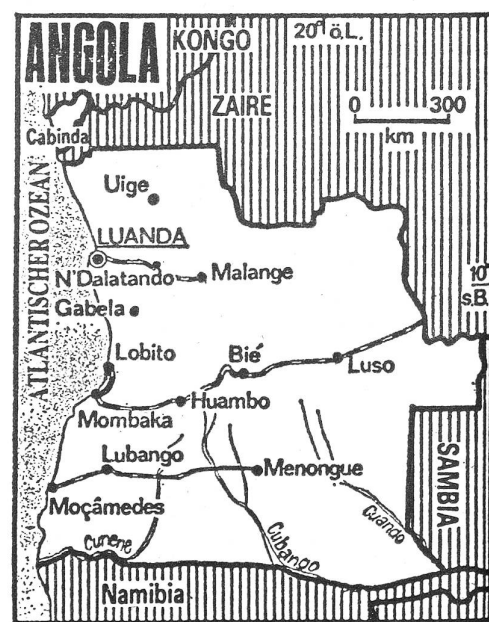 ANGOLA
KONGO
20° ö.L.
ZAIRE
0 300
km
Cabinda
ATLANTISCHER OZEAN
Uige
LUANDA
N'Dalatando
Malange
10°
s.B.
Gabela
Lobito
Bié
Luso
Mombaka
Huambo
Lubango
Menongue
SAMBIA
Moçâmedes
Cunene
Cubango
Cuando
Namibia